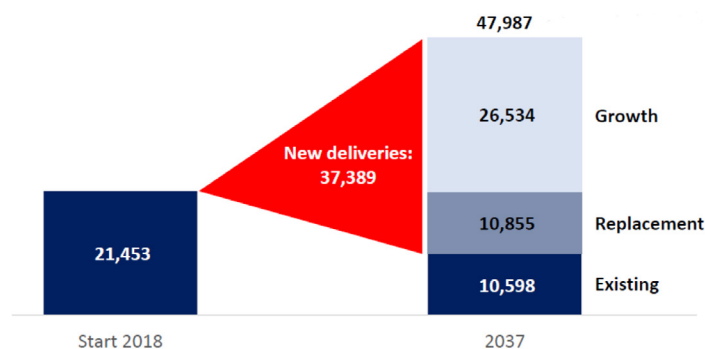 47,987
26,534
Growth
New deliveries:
37,389
10,855
Replacement
21,453
10,598
Existing
Start 2018
2037